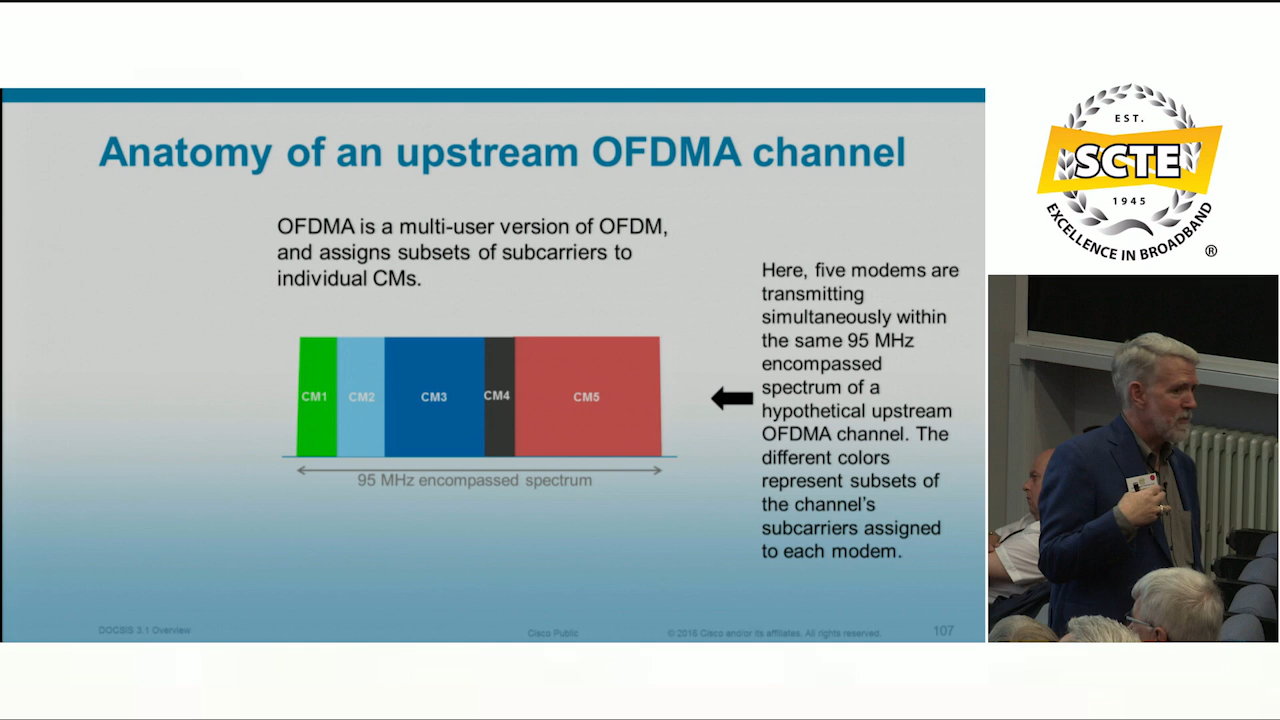 Anatomy of an upstream OFDMA channel
OFDMA is a multi-user version of OFDM,
and assigns subsets of subcarriers to
individual CMs.
CM1
CM2
CM3
CM4
CM5
95 MHz encompassed spectrum
Here, five modems are
transmitting
simultaneously within
the same 95 MHz
encompassed
spectrum of a
hypothetical upstream
OFDMA channel. The
different colors
represent subsets of
the channel's
subcarriers assigned
to each modem.
DOCSIS 3.1 Overview
Cisco Public
© 2016 Cisco and/or its affiliates. All rights reserved.
107
EST.
SCTE
1945
EXCELLENCE IN BROADBAND
®